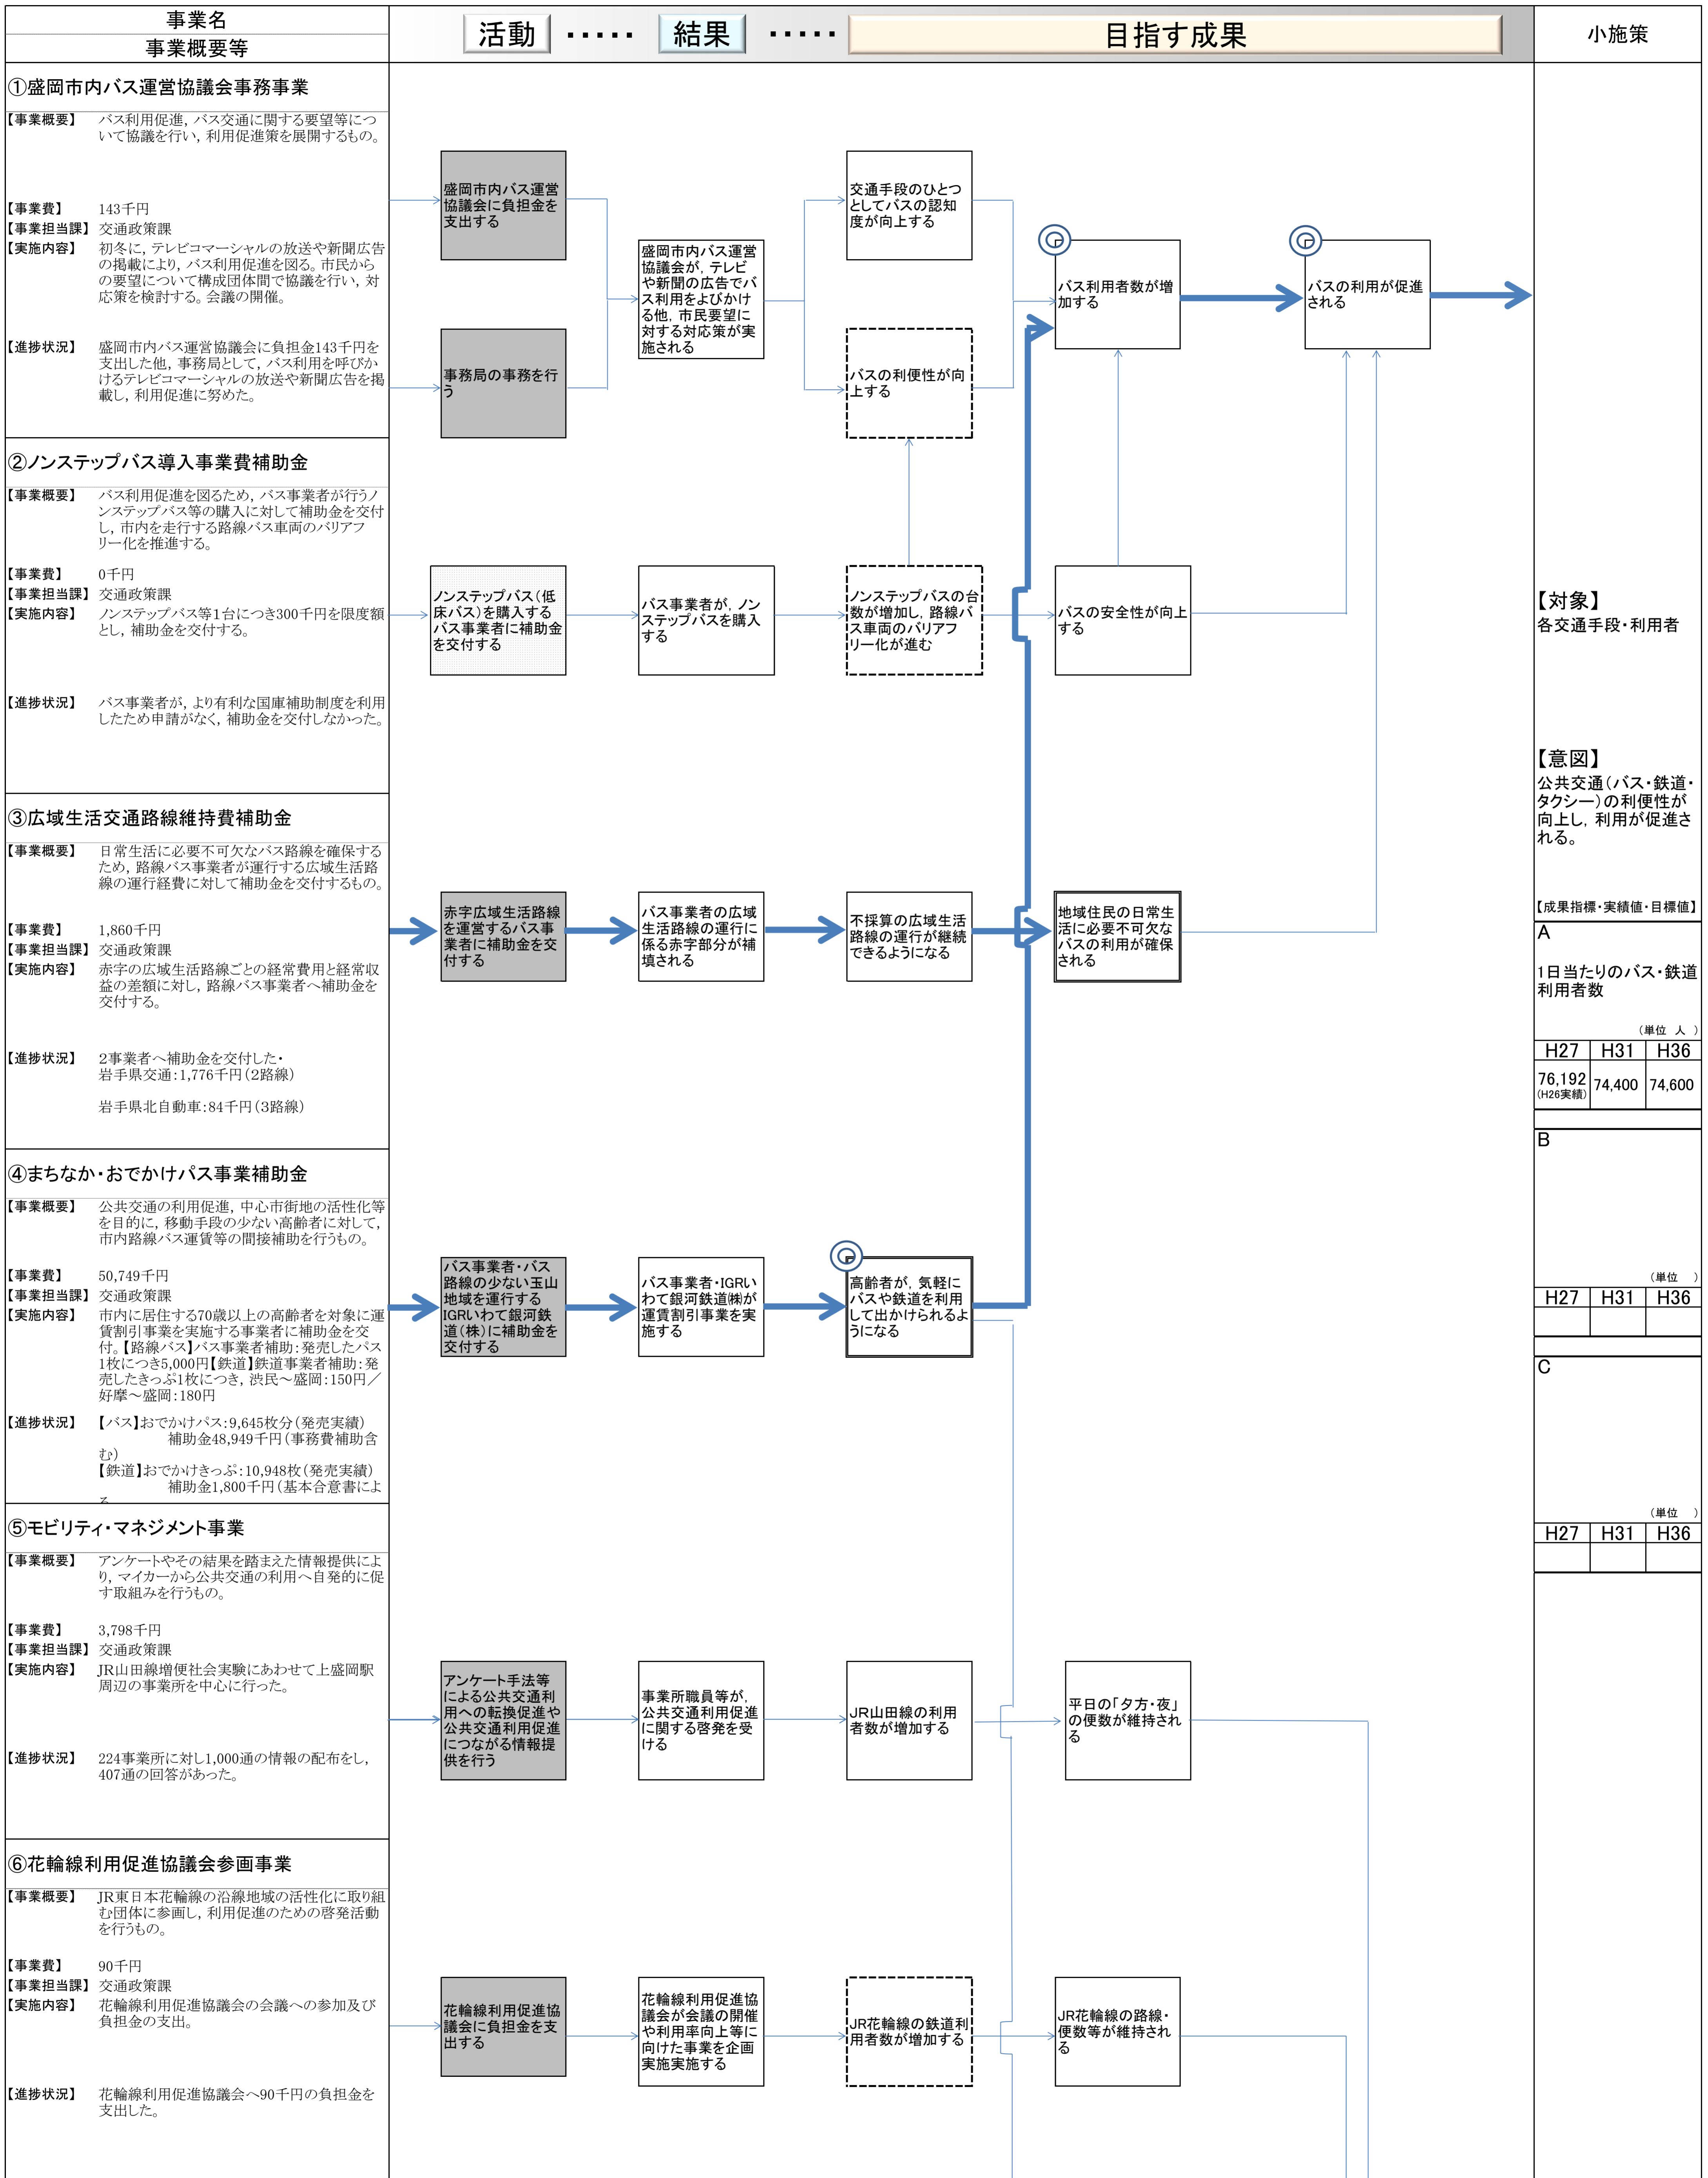 事業名
事業概要等
活動 ・・・・・ 結果 ・・・・・ 目指す成果
小施策
①盛岡市内バス運営協議会事務事業
【事業概要】 バス利用促進，バス交通に関する要望等につ
いて協議を行い，利用促進策を展開するもの。
【事業費】 143千円
【事業担当課】 交通政策課
【実施内容】 初冬に，テレビコマーシャルの放送や新聞広告
の掲載により，バス利用促進を図る。市民から
の要望について構成団体間で協議を行い，対
応策を検討する。会議の開催。
【進捗状況】 盛岡市内バス運営協議会に負担金143千円を
支出した他，事務局として，バス利用を呼びか
けるテレビコマーシャルの放送や新聞広告を掲
載し，利用促進に努めた。
盛岡市内バス運営
協議会に負担金を
支出する
事務局の事務を行
う
盛岡市内バス運営
協議会が，テレビ
や新聞の広告でバ
ス利用をよびかけ
る他，市民要望に
対する対応策が実
施される
交通手段のひとつ
としてバスの認知
度が向上する
バスの利便性が向
上する
バス利用者数が増
加する
バスの利用が促進
される
②ノンステップバス導入事業費補助金
【事業概要】 バス利用促進を図るため，バス事業者が行うノ
ンステップバス等の購入に対して補助金を交付
し，市内を走行する路線バス車両のバリアフ
リー化を推進する。
【事業費】 0千円
【事業担当課】 交通政策課
【実施内容】 ノンステップバス等1台につき300千円を限度額
とし，補助金を交付する。
【進捗状況】 バス事業者が，より有利な国庫補助制度を利用
したため申請がなく，補助金を交付しなかった。
ノンステップバス（低
床バス）を購入する
バス事業者に補助金
を交付する
バス事業者が，ノン
ステップバスを購入
する
ノンステップバスの台
数が増加し，路線バ
ス車両のバリアフ
リー化が進む
バスの安全性が向上
する
③広域生活交通路線維持費補助金
【事業概要】 日常生活に必要不可欠なバス路線を確保する
ため，路線バス事業者が運行する広域生活路
線の運行経費に対して補助金を交付するもの。
【事業費】 1,860千円
【事業担当課】 交通政策課
【実施内容】 赤字の広域生活路線ごとの経常費用と経常収
益の差額に対し，路線バス事業者へ補助金を
交付する。
【進捗状況】 2事業者へ補助金を交付した・
岩手県交通：1,776千円（2路線）
岩手県北自動車：84千円（3路線）
赤字広域生活路線
を運営するバス事
業者に補助金を交
付する
バス事業者の広域
生活路線の運行に
係る赤字部分が補
填される
不採算の広域生活
路線の運行が継続
できるようになる
地域住民の日常生
活に必要不可欠な
バスの利用が確保
される
④まちなか・おでかけパス事業補助金
【事業概要】 公共交通の利用促進，中心市街地の活性化等
を目的に，移動手段の少ない高齢者に対して，
市内路線バス運賃等の間接補助を行うもの。
【事業費】 50,749千円
【事業担当課】 交通政策課
【実施内容】 市内に居住する70歳以上の高齢者を対象に運
賃割引事業を実施する事業者に補助金を交
付。【路線バス】バス事業者補助：発売したパス
1枚につき5,000円【鉄道】鉄道事業者補助：発
売したきっぷ1枚につき，渋民～盛岡：150円／
好摩～盛岡：180円
【進捗状況】 【バス】おでかけパス：9,645枚分（発売実績）
補助金48,949千円（事務費補助含
む）
【鉄道】おでかけきっぷ：10,948枚（発売実績）
補助金1,800千円（基本合意書によ
バス事業者・バス
路線の少ない玉山
地域を運行する
IGRいわて銀河鉄
道（株）に補助金を
交付する
バス事業者・IGRい
わて銀河鉄道㈱が
運賃割引事業を実
施する
高齢者が，気軽に
バスや鉄道を利用
して出かけられるよ
うになる
⑤モビリティ・マネジメント事業
【事業概要】 アンケートやその結果を踏まえた情報提供によ
り，マイカーから公共交通の利用へ自発的に促
す取組みを行うもの。
【事業費】 3,798千円
【事業担当課】 交通政策課
【実施内容】 JR山田線増便社会実験にあわせて上盛岡駅
周辺の事業所を中心に行った。
【進捗状況】 224事業所に対し1,000通の情報の配布をし，
407通の回答があった。
アンケート手法等
による公共交通利
用への転換促進や
公共交通利用促進
につながる情報提
供を行う
事業所職員等が，
公共交通利用促進
に関する啓発を受
ける
JR山田線の利用
者数が増加する
平日の「夕方・夜」
の便数が維持され
る
⑥花輪線利用促進協議会参画事業
【事業概要】 JR東日本花輪線の沿線地域の活性化に取り組
む団体に参画し，利用促進のための啓発活動
を行うもの。
【事業費】 90千円
【事業担当課】 交通政策課
【実施内容】 花輪線利用促進協議会の会議への参加及び
負担金の支出。
【進捗状況】 花輪線利用促進協議会へ90千円の負担金を
支出した。
花輪線利用促進協
議会に負担金を支
出する
花輪線利用促進協
議会が会議の開催
や利用率向上等に
向けた事業を企画
実施実施する
JR花輪線の鉄道利
用者数が増加する
JR花輪線の路線・
便数等が維持され
る
【対象】
各交通手段・利用者
【意図】
公共交通（バス・鉄道・
タクシー）の利便性が
向上し，利用が促進さ
れる。
【成果指標・実績値・目標値】
A
1日当たりのバス・鉄道
利用者数
（単位 人 ）
H27 H31 H36
76,192 74,400 74,600
（H26実績）
B
（単位 ）
H27 H31 H36
C
（単位 ）
H27 H31 H36